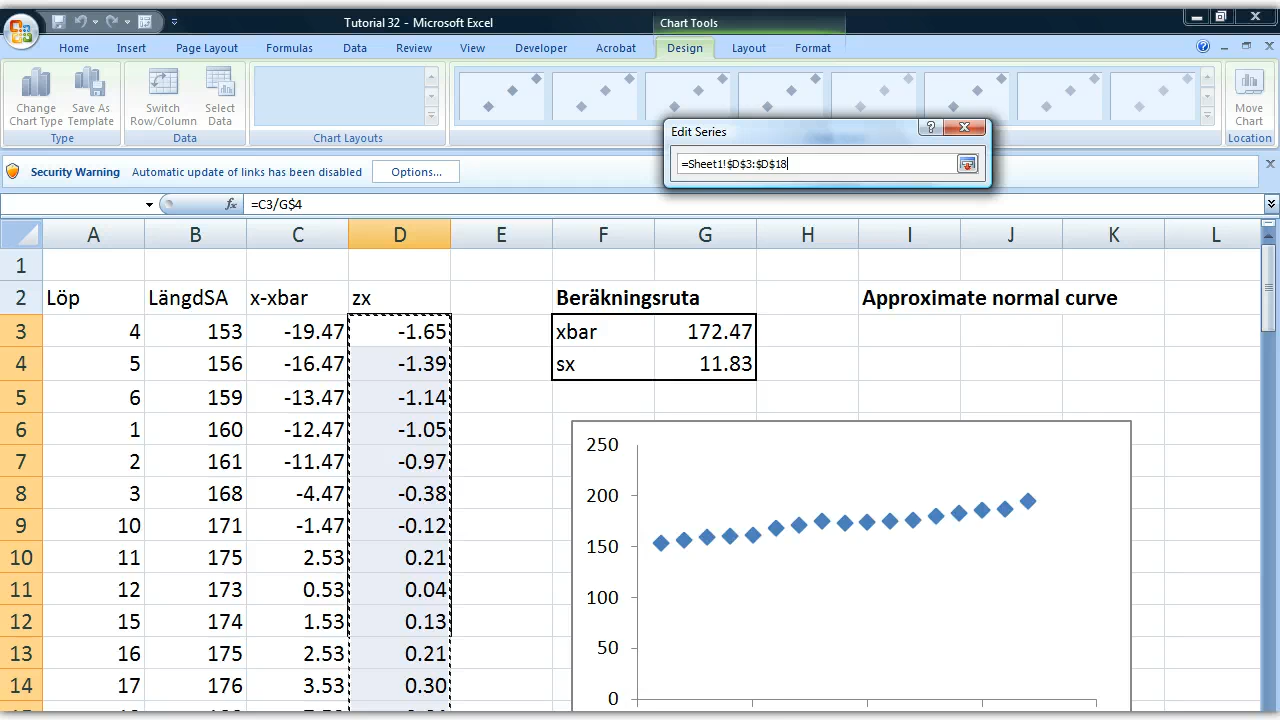 Tutorial 32 - Microsoft Excel
Chart Tools
Home Insert Page Layout Formulas Data Review View Developer Acrobat Design Layout Format
Change Chart Type
Save As Template
Type
Switch Row/Column
Select Data
Data
Chart Layouts
Move Chart
Location
Edit Series
=Sheet1!$D$3:$D$18
Security Warning Automatic update of links has been disabled Options...
fx =C3/G$4
A B C D E F G H I J K L
1
2 Löp LängdSA x-xbar zx Beräkningsruta Approximate normal curve
3 4 153 -19.47 -1.65 xbar 172.47
4 5 156 -16.47 -1.39 sx 11.83
5 6 159 -13.47 -1.14
6 1 160 -12.47 -1.05
7 2 161 -11.47 -0.97
8 3 168 -4.47 -0.38
9 10 171 -1.47 -0.12
10 11 175 2.53 0.21
11 12 173 0.53 0.04
12 15 174 1.53 0.13
13 16 175 2.53 0.21
14 17 176 3.53 0.30
250
200
150
100
50
0